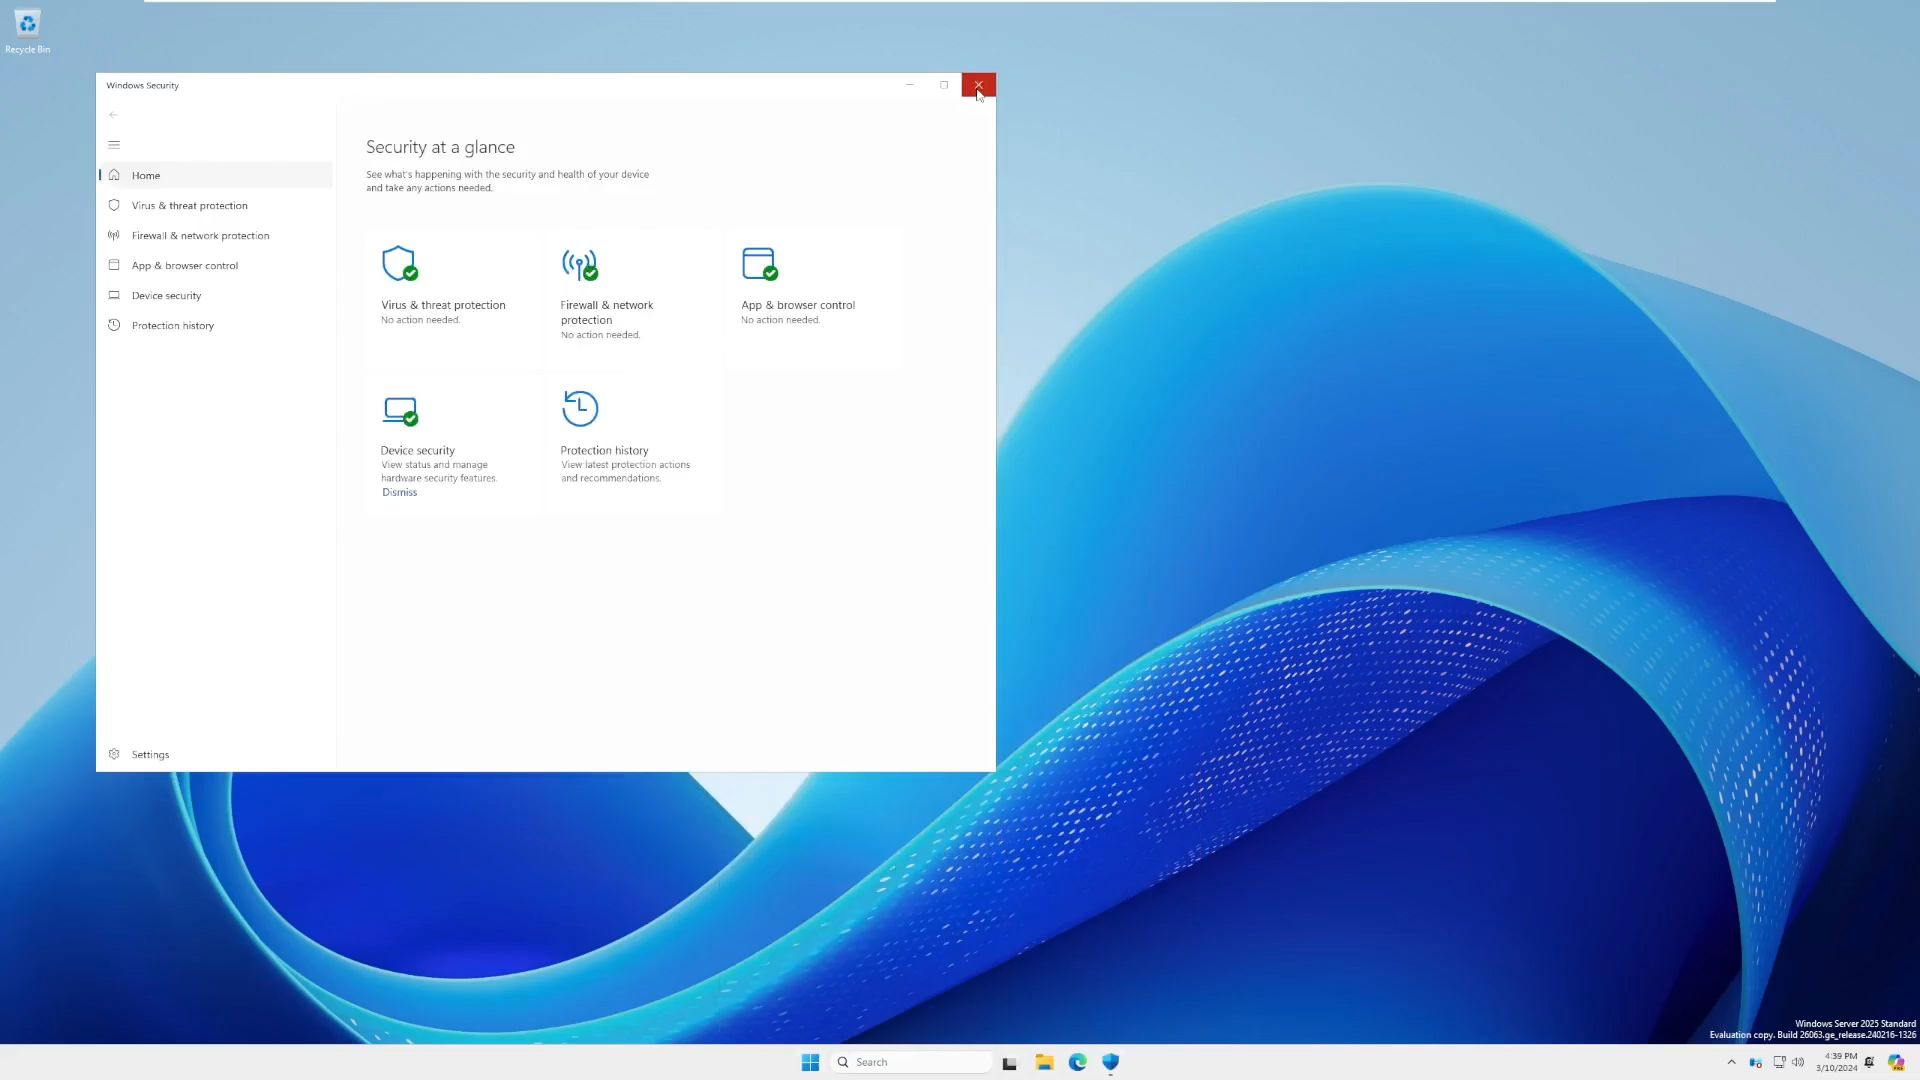 Recycle Bin
Windows Security
Home
Virus & threat protection
Firewall & network protection
App & browser control
Device security
Protection history
Settings
Security at a glance
See what's happening with the security and health of your device
and take any actions needed.
Virus & threat protection
No action needed.
Firewall & network
protection
No action needed.
App & browser control
No action needed.
Device security
View status and manage
hardware security features.
Dismiss
Protection history
View latest protection actions
and recommendations.
Windows Server 2025 Standard
Evaluation copy. Build 26063.ge_release.240216-1326
Search
4:39 PM
3/10/2024